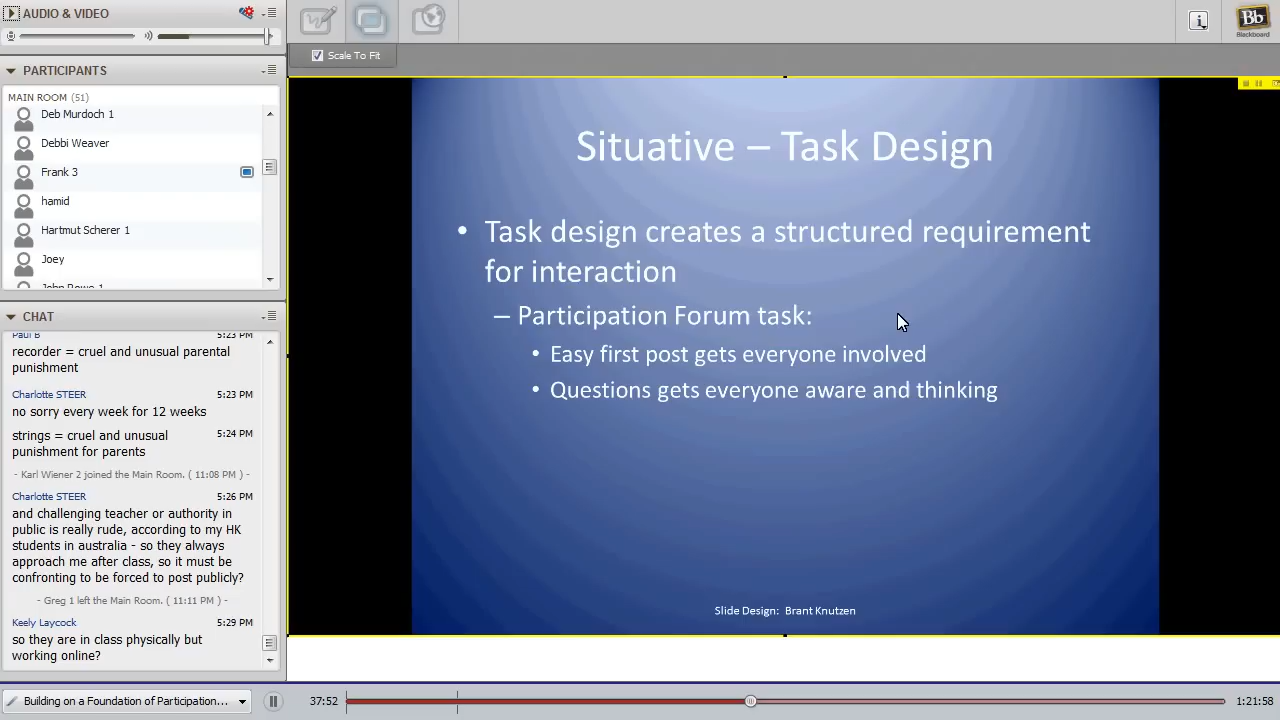 AUDIO & VIDEO
Bb
Blackboard
Scale To Fit
PARTICIPANTS
MAIN ROOM (51)
Deb Murdoch 1
Debbi Weaver
Frank 3
hamid
Hartmut Scherer 1
Joey
CHAT
Paul B 5:23 PM
recorder = cruel and unusual parental
punishment
Charlotte STEER 5:23 PM
no sorry every week for 12 weeks
strings = cruel and unusual 5:24 PM
punishment for parents
- Karl Wiener 2 joined the Main Room. ( 11:08 PM ) -
Charlotte STEER 5:26 PM
and challenging teacher or authority in
public is really rude, according to my HK
students in australia - so they always
approach me after class, so it must be
confronting to be forced to post publicly?
- Greg 1 left the Main Room. ( 11:11 PM ) -
Keely Laycock 5:29 PM
so they are in class physically but
working online?
Situative – Task Design
• Task design creates a structured requirement
for interaction
– Participation Forum task:
• Easy first post gets everyone involved
• Questions gets everyone aware and thinking
Slide Design: Brant Knutzen
Building on a Foundation of Participation...
37:52
1:21:58